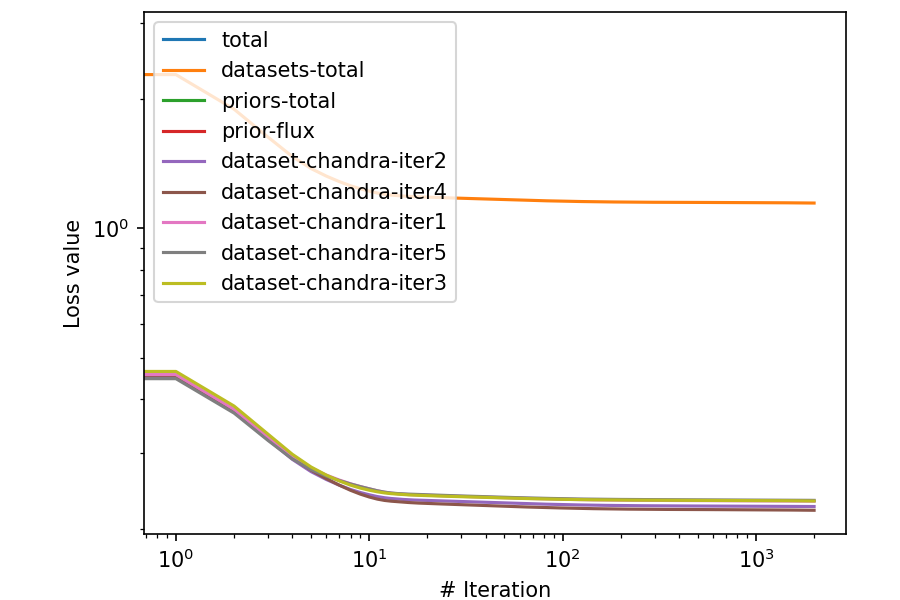 total
datasets-total
priors-total
prior-flux
dataset-chandra-iter2
dataset-chandra-iter4
dataset-chandra-iter1
dataset-chandra-iter5
dataset-chandra-iter3
Loss value
10⁰
10⁰ 10¹ 10² 10³
# Iteration